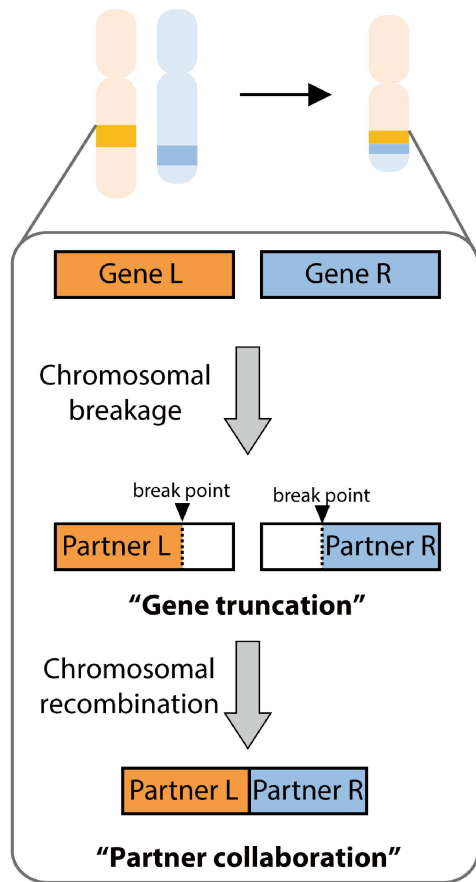 Gene L
Gene R
Chromosomal
breakage
break point
break point
Partner L
Partner R
“Gene truncation”
Chromosomal
recombination
Partner L
Partner R
“Partner collaboration”